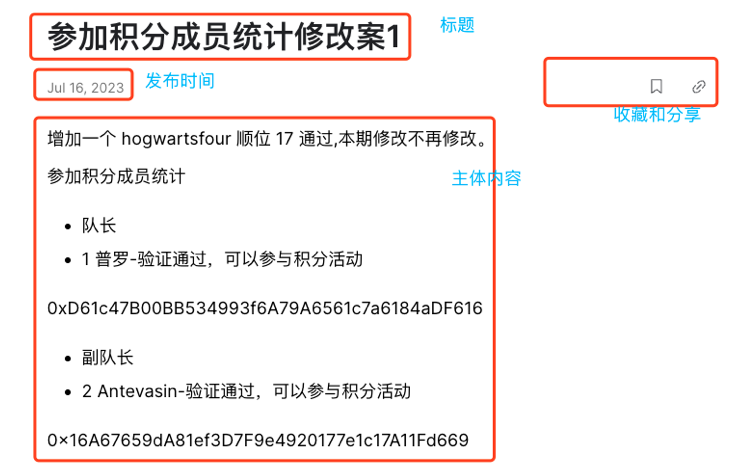 参加积分成员统计修改案1
标题
Jul 16, 2023
发布时间
收藏和分享
增加一个 hogwartsfour 顺位 17 通过,本期修改不再修改。
参加积分成员统计
主体内容
• 队长
• 1 普罗-验证通过，可以参与积分活动
0xD61c47B00BB534993f6A79A6561c7a6184aDF616
• 副队长
• 2 Antevasin-验证通过，可以参与积分活动
0x16A67659dA81ef3D7F9e4920177e1c17A11Fd669